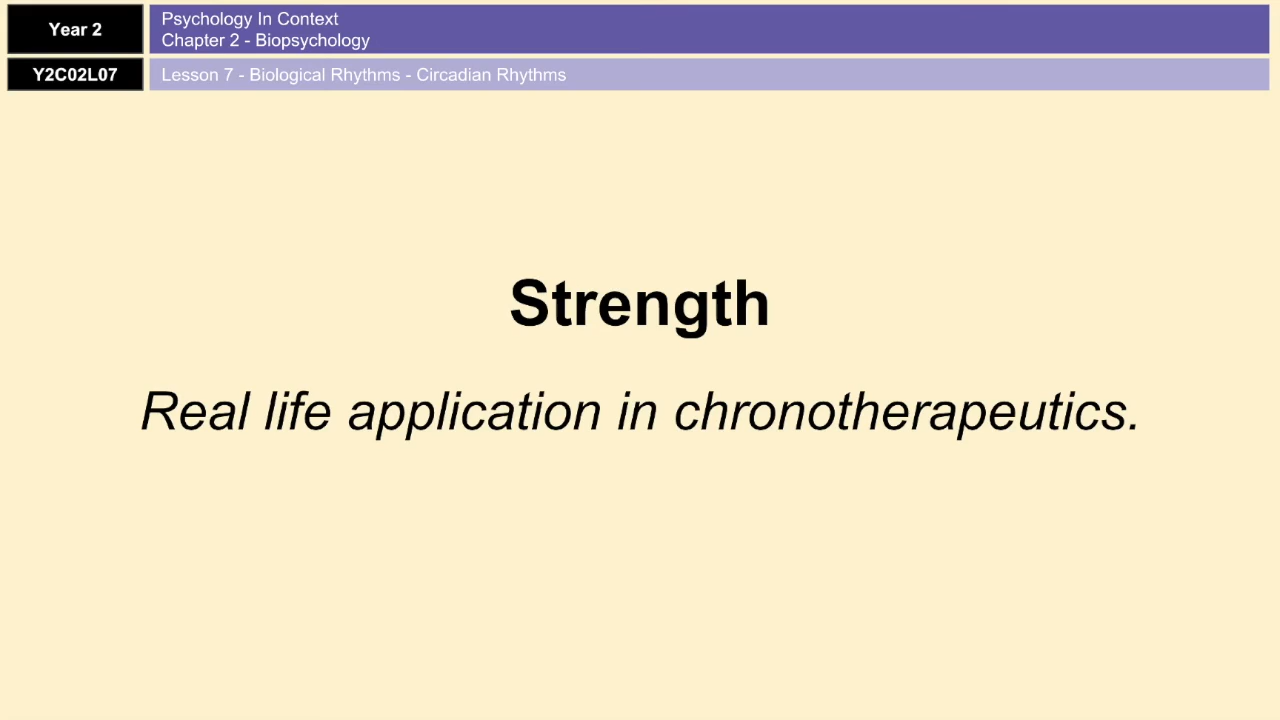 Year 2
Psychology In Context
Chapter 2 - Biopsychology
Y2C02L07
Lesson 7 - Biological Rhythms - Circadian Rhythms
Strength
Real life application in chronotherapeutics.